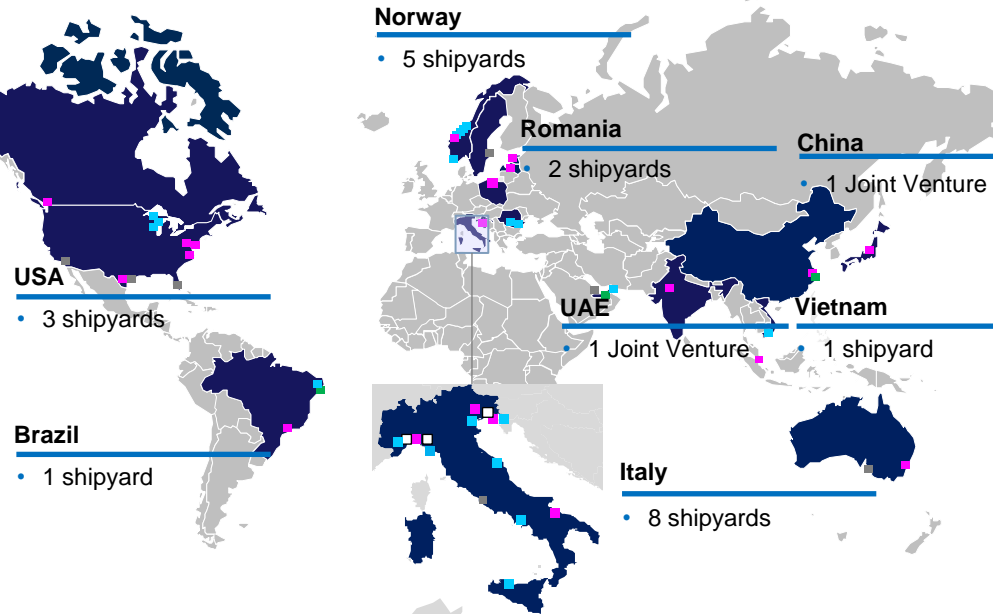 Norway
• 5 shipyards
Romania
• 2 shipyards
China
• 1 Joint Venture
USA
• 3 shipyards
UAE
• 1 Joint Venture
Vietnam
• 1 shipyard
Brazil
• 1 shipyard
Italy
• 8 shipyards